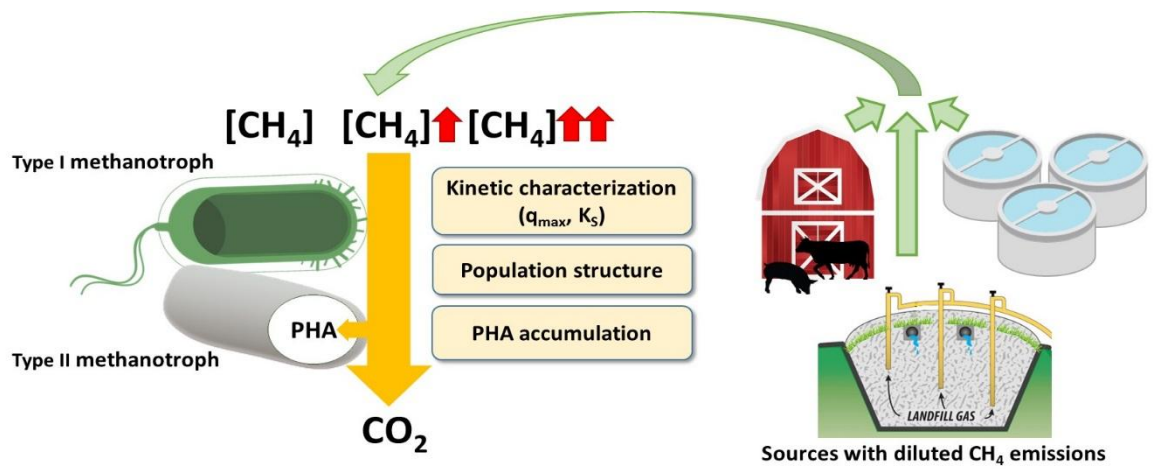 [CH₄] [CH₄] [CH₄]
Type I methanotroph
Kinetic characterization
(qmax, KS)
Population structure
PHA
PHA accumulation
Type II methanotroph
CO₂
LANDFILL GAS
Sources with diluted CH₄ emissions